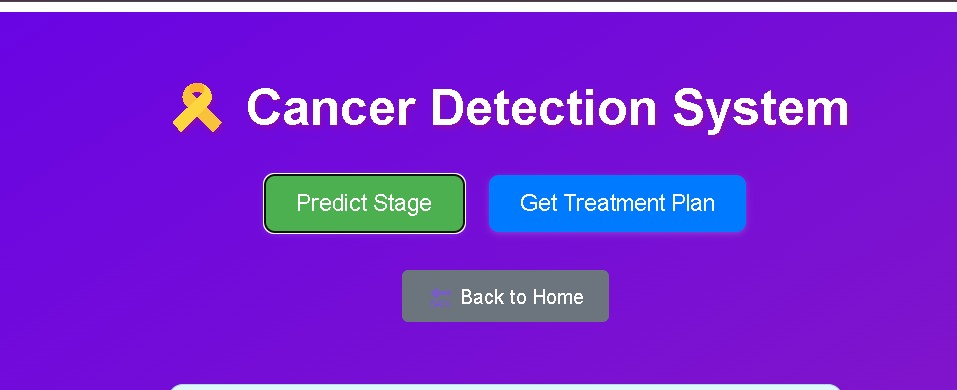 Cancer Detection System
Predict Stage
Get Treatment Plan
Back to Home